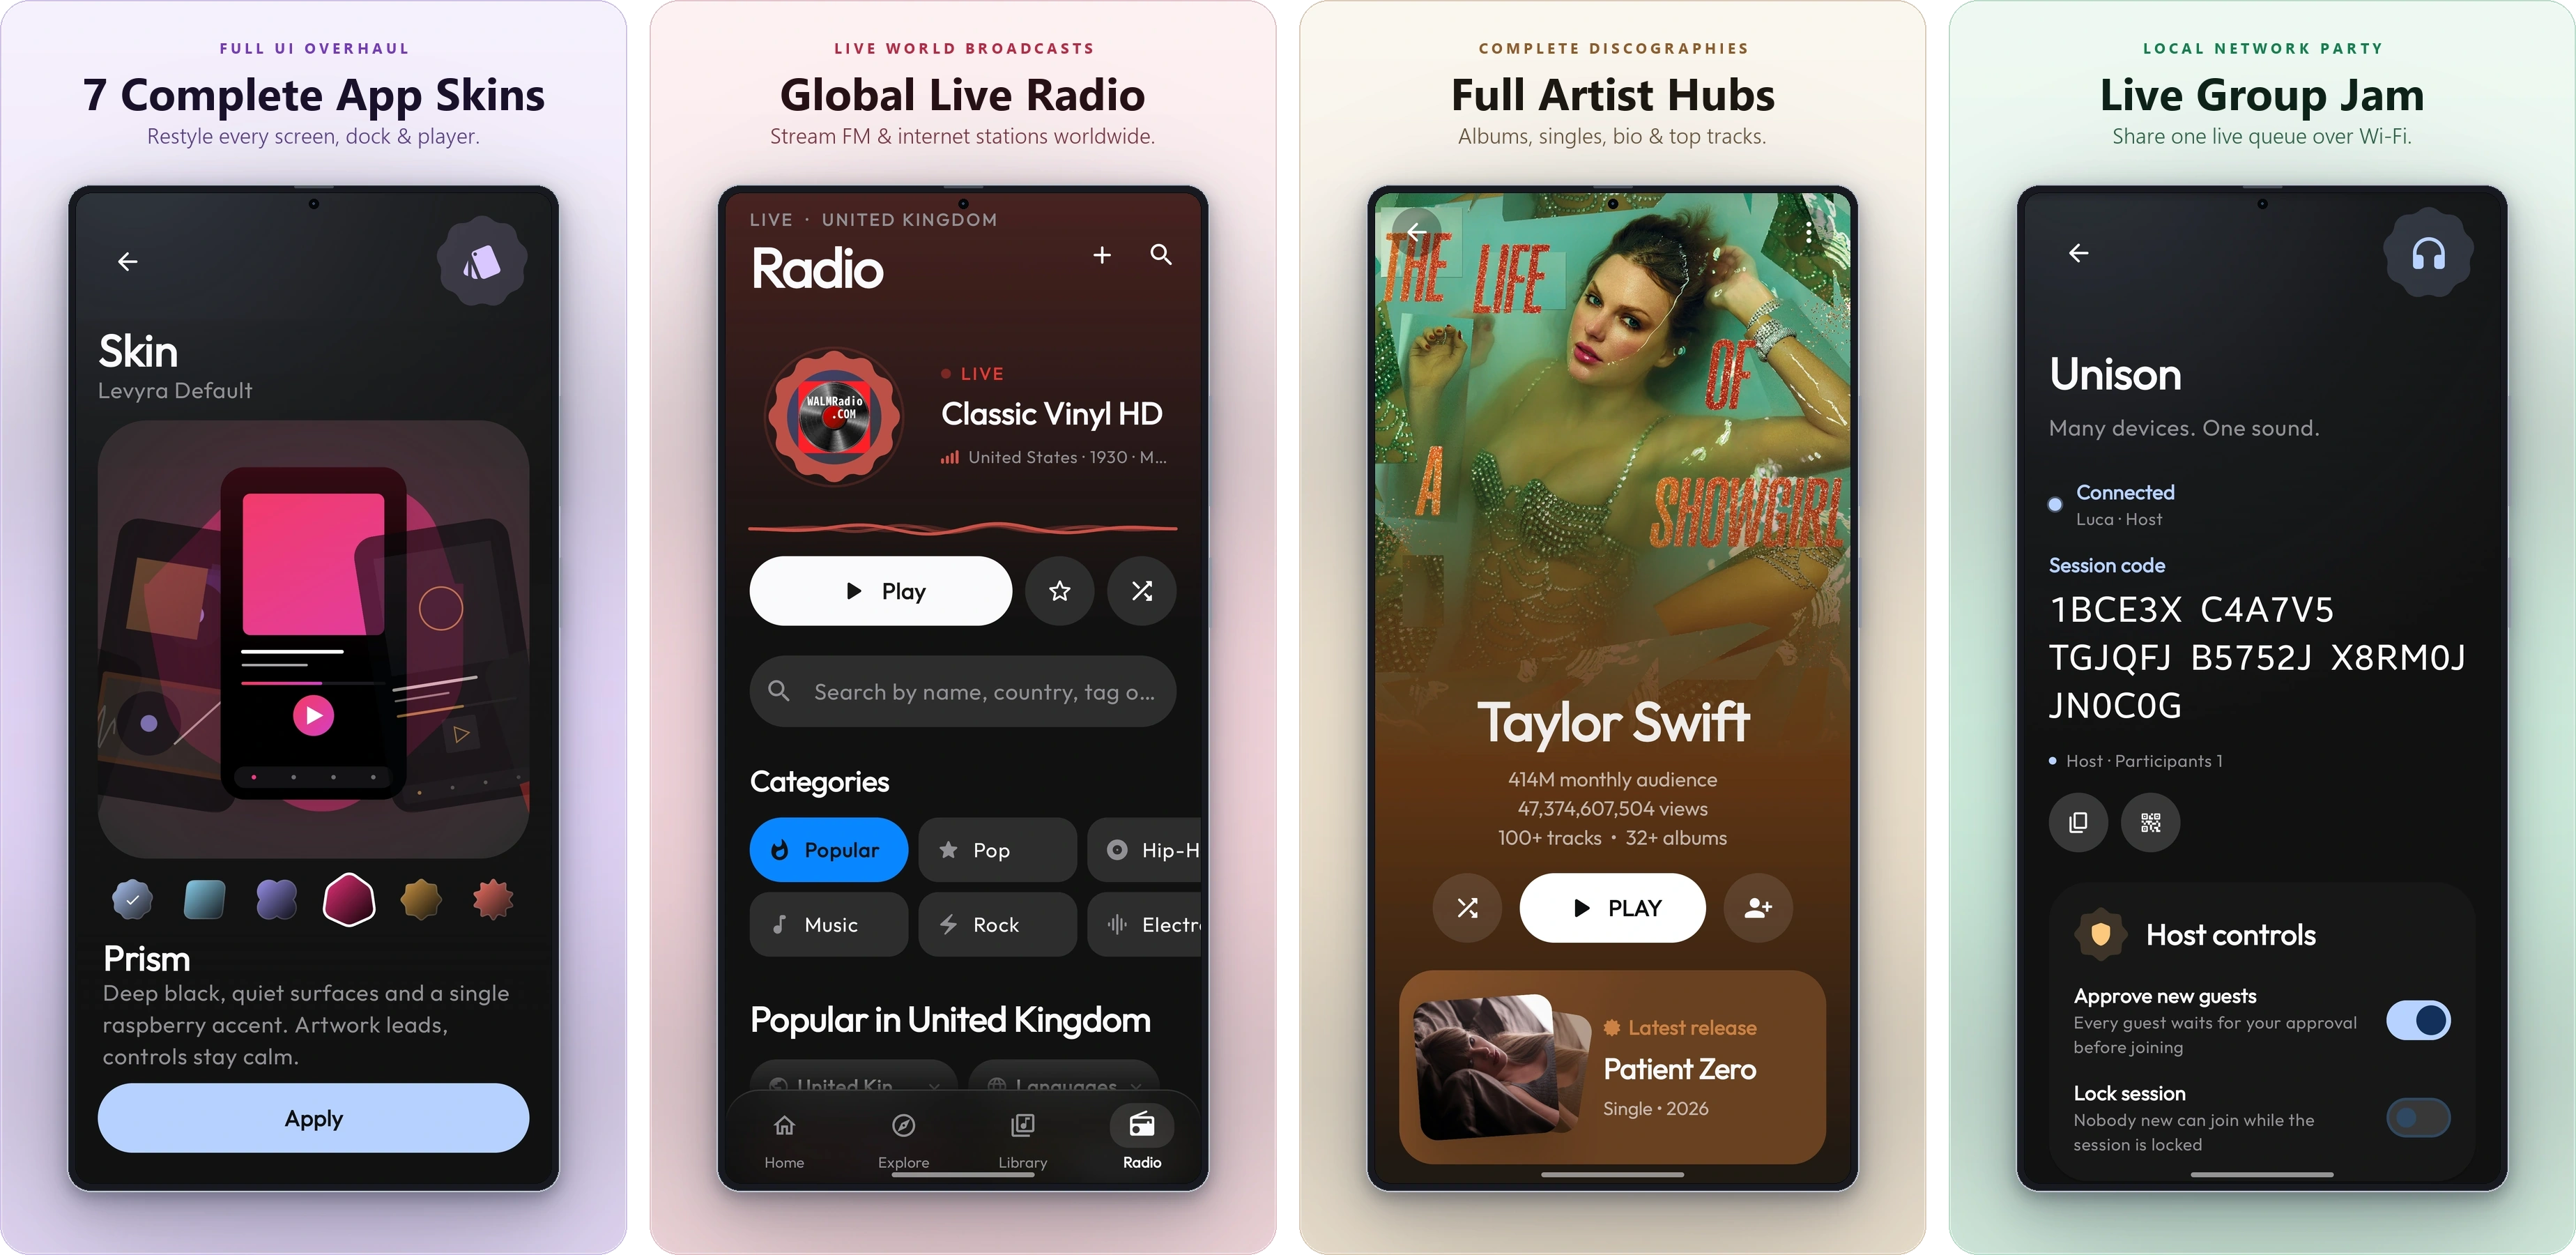 FULL UI OVERHAUL
7 Complete App Skins
Restyle every screen, dock & player.
Skin
Levyra Default
Prism
Deep black, quiet surfaces and a single
raspberry accent. Artwork leads,
controls stay calm.
Apply
LIVE WORLD BROADCASTS
Global Live Radio
Stream FM & internet stations worldwide.
LIVE · UNITED KINGDOM
Radio
WALMRadio
.COM
LIVE
Classic Vinyl HD
United States · 1930 · M...
Play
Search by name, country, tag o...
Categories
Popular
Pop
Hip-H
Music
Rock
Electr
Popular in United Kingdom
United Kin
Languages
Home
Explore
Library
Radio
COMPLETE DISCOGRAPHIES
Full Artist Hubs
Albums, singles, bio & top tracks.
THE LIFE
OF
A
SHOWGIRL
Taylor Swift
414M monthly audience
47,374,607,504 views
100+ tracks • 32+ albums
PLAY
Latest release
Patient Zero
Single • 2026
LOCAL NETWORK PARTY
Live Group Jam
Share one live queue over Wi-Fi.
Unison
Many devices. One sound.
Connected
Luca · Host
Session code
1BCE3X C4A7V5
TGJQFJ B5752J X8RM0J
JN0C0G
Host · Participants 1
Host controls
Approve new guests
Every guest waits for your approval
before joining
Lock session
Nobody new can join while the
session is locked